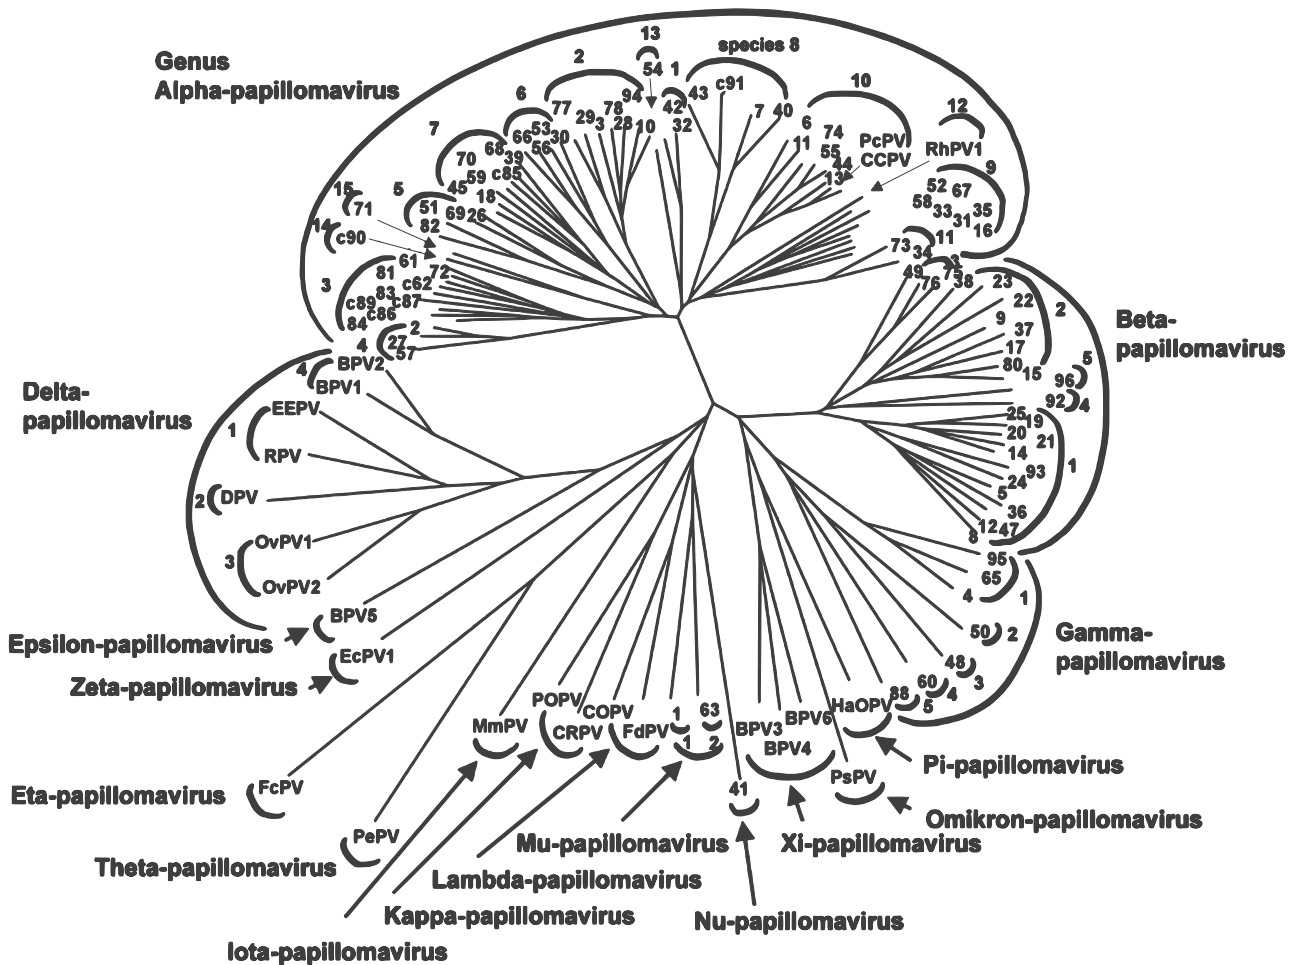 Genus
Alpha-papillomavirus
13
54
2
1
species 8
c91
10
12
6
77
94
78
29
3
28
10
42
43
32
7
40
6
11
74
55
44
13
PcPV
CCPV
RhPV1
9
52
67
58
33
31
35
16
7
66
53
30
56
68
39
70
59
c85
45
18
5
51
69
26
82
15
71
14
c90
3
61
81
72
c62
83
c89
c87
c86
84
4
2
27
57
73
34
11
Beta-
papillomavirus
3
49
76
75
38
23
22
2
9
37
17
80
15
5
96
92
4
25
19
20
21
14
93
1
24
5
36
12
47
8
Delta-
papillomavirus
4
BPV2
BPV1
1
EEPV
RPV
2
DPV
3
OvPV1
OvPV2
Gamma-
papillomavirus
95
65
4
1
50
2
48
3
60
4
88
5
Epsilon-papillomavirus
BPV5
Zeta-papillomavirus
EcPV1
Eta-papillomavirus
FcPV
Theta-papillomavirus
PePV
Iota-papillomavirus
MmPV
Kappa-papillomavirus
POPV
CRPV
Lambda-papillomavirus
COPV
FdPV
Mu-papillomavirus
1
63
1
2
Nu-papillomavirus
41
Xi-papillomavirus
BPV3
BPV6
BPV4
Omikron-papillomavirus
PsPV
Pi-papillomavirus
HaOPV